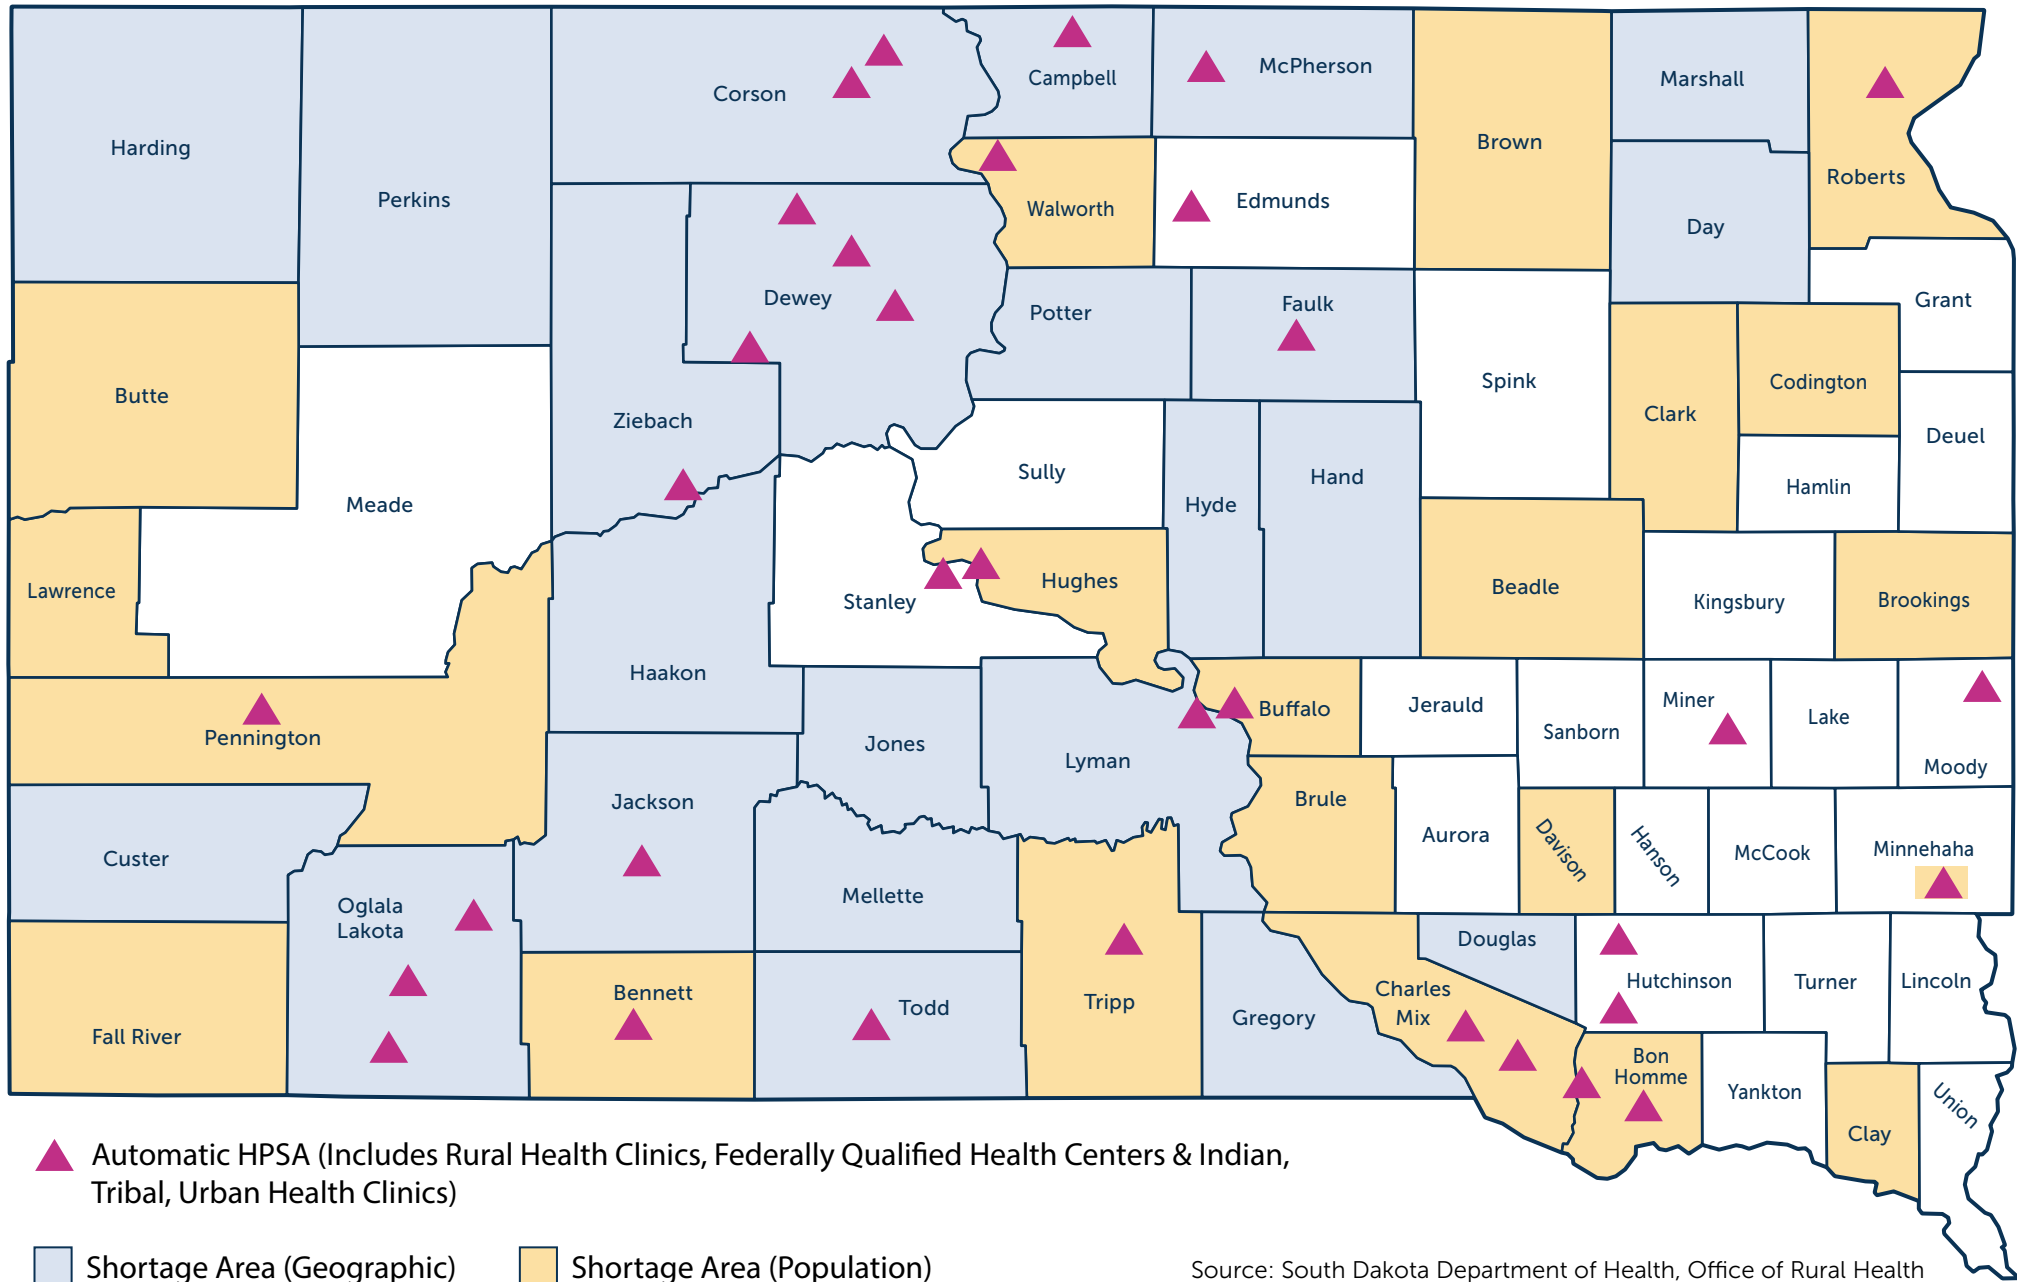 Harding
Perkins
Corson
Campbell
McPherson
Brown
Marshall
Roberts
Walworth
Edmunds
Day
Dewey
Potter
Faulk
Grant
Butte
Spink
Codington
Clark
Ziebach
Deuel
Meade
Sully
Hyde
Hand
Hamlin
Lawrence
Stanley
Hughes
Beadle
Kingsbury
Brookings
Haakon
Pennington
Jones
Lyman
Buffalo
Jerauld
Sanborn
Miner
Lake
Moody
Custer
Jackson
Brule
Aurora
Davison
Hanson
McCook
Minnehaha
Oglala
Lakota
Mellette
Douglas
Hutchinson
Turner
Lincoln
Fall River
Bennett
Todd
Tripp
Gregory
Charles
Mix
Bon
Homme
Yankton
Clay
Union
Automatic HPSA (Includes Rural Health Clinics, Federally Qualified Health Centers & Indian,
Tribal, Urban Health Clinics)
Shortage Area (Geographic)
Shortage Area (Population)
Source: South Dakota Department of Health, Office of Rural Health